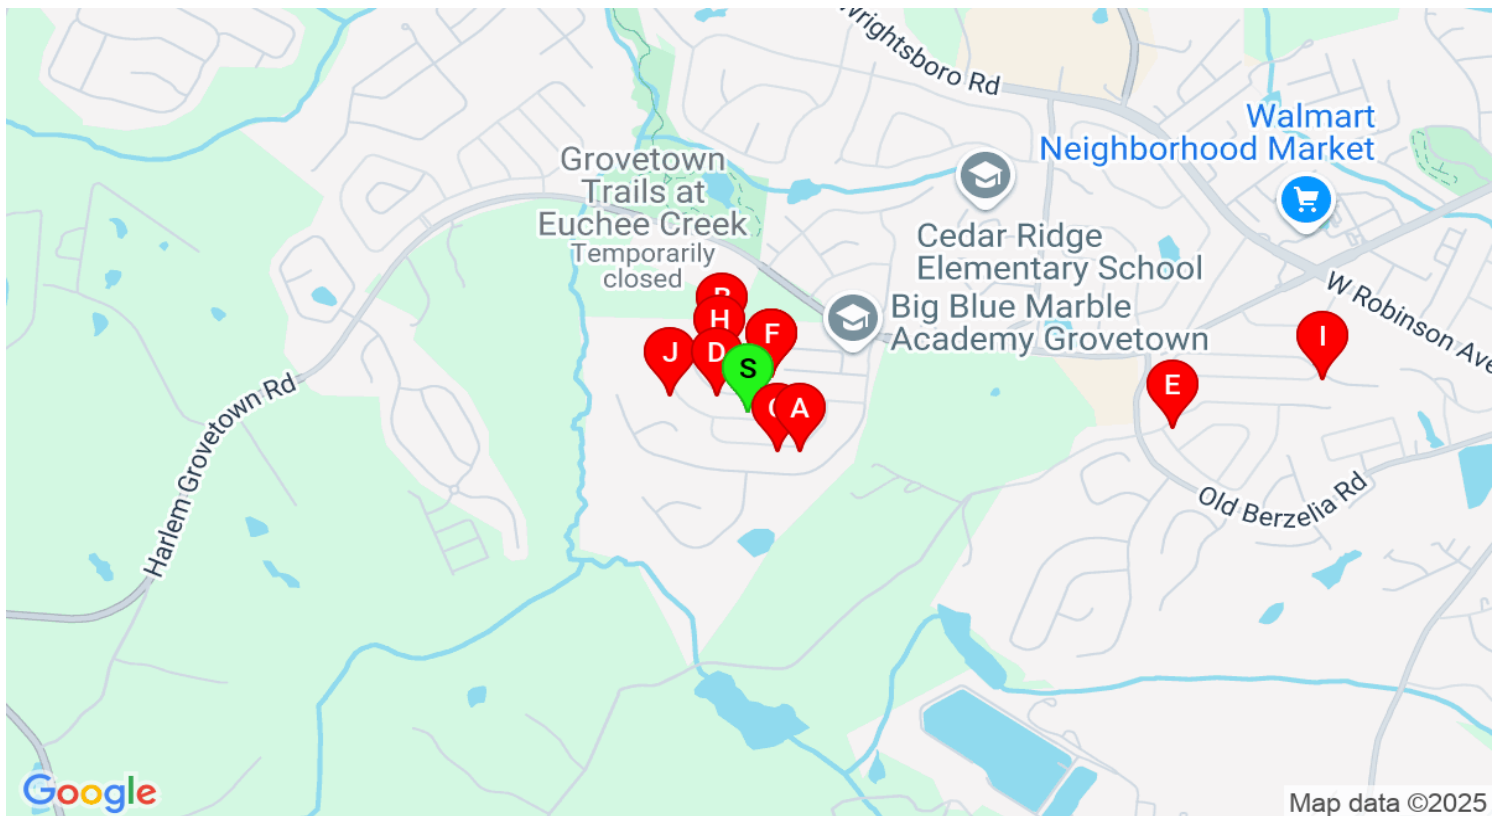 Wrightsboro Rd
Walmart
Neighborhood Market
Grovetown
Trails at
Euchee Creek
Temporarily
closed
Cedar Ridge
Elementary School
Big Blue Marble
Academy Grovetown
W Robinson Ave
H
F
J
D
S
A
I
E
Harlem Grovetown Rd
Old Berzelia Rd
Google
Map data ©2025